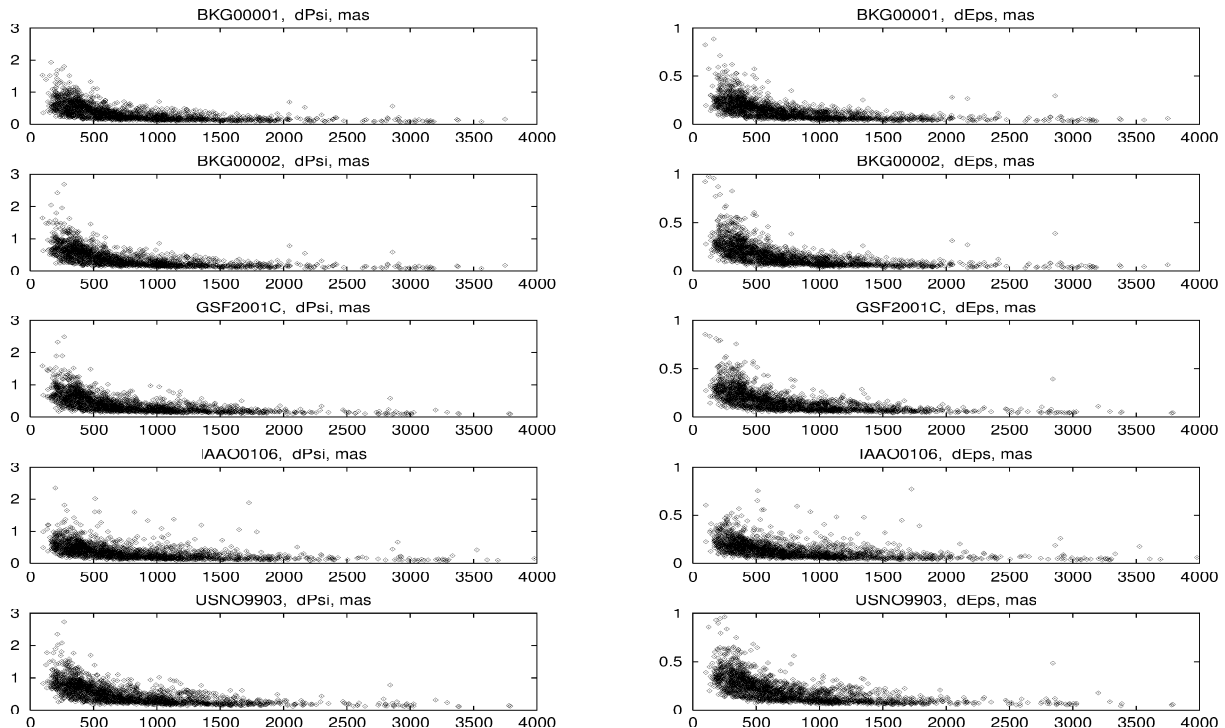 BKG00001, dPsi, mas
3
2
1
0
0 500 1000 1500 2000 2500 3000 3500 4000
BKG00001, dEps, mas
1
0.5
0
0 500 1000 1500 2000 2500 3000 3500 4000
BKG00002, dPsi, mas
3
2
1
0
0 500 1000 1500 2000 2500 3000 3500 4000
BKG00002, dEps, mas
1
0.5
0
0 500 1000 1500 2000 2500 3000 3500 4000
GSF2001C, dPsi, mas
3
2
1
0
0 500 1000 1500 2000 2500 3000 3500 4000
GSF2001C, dEps, mas
1
0.5
0
0 500 1000 1500 2000 2500 3000 3500 4000
IAAO0106, dPsi, mas
3
2
1
0
0 500 1000 1500 2000 2500 3000 3500 4000
IAAO0106, dEps, mas
1
0.5
0
0 500 1000 1500 2000 2500 3000 3500 4000
USNO9903, dPsi, mas
3
2
1
0
0 500 1000 1500 2000 2500 3000 3500 4000
USNO9903, dEps, mas
1
0.5
0
0 500 1000 1500 2000 2500 3000 3500 4000